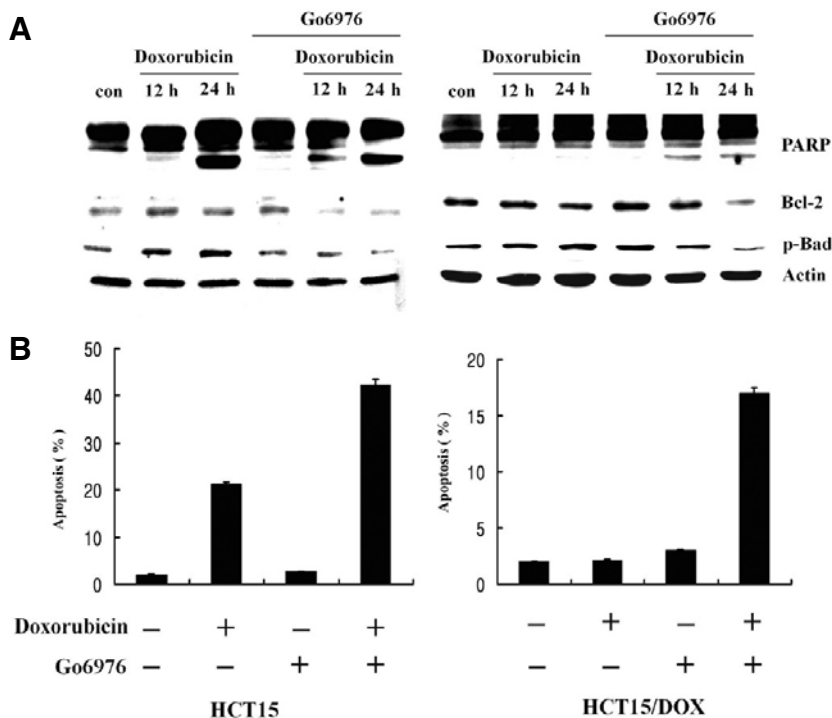 A
Go6976
Doxorubicin
con 12 h 24 h 12 h 24 h
Doxorubicin
Go6976
Doxorubicin
con 12 h 24 h 12 h 24 h
Doxorubicin
PARP
Bcl-2
p-Bad
Actin
B
Apoptosis ( % )
50
40
30
20
10
0
Apoptosis ( % )
20
15
10
5
0
Doxorubicin − + − + − + − +
Go6976 − − + + − − + +
HCT15 HCT15/DOX